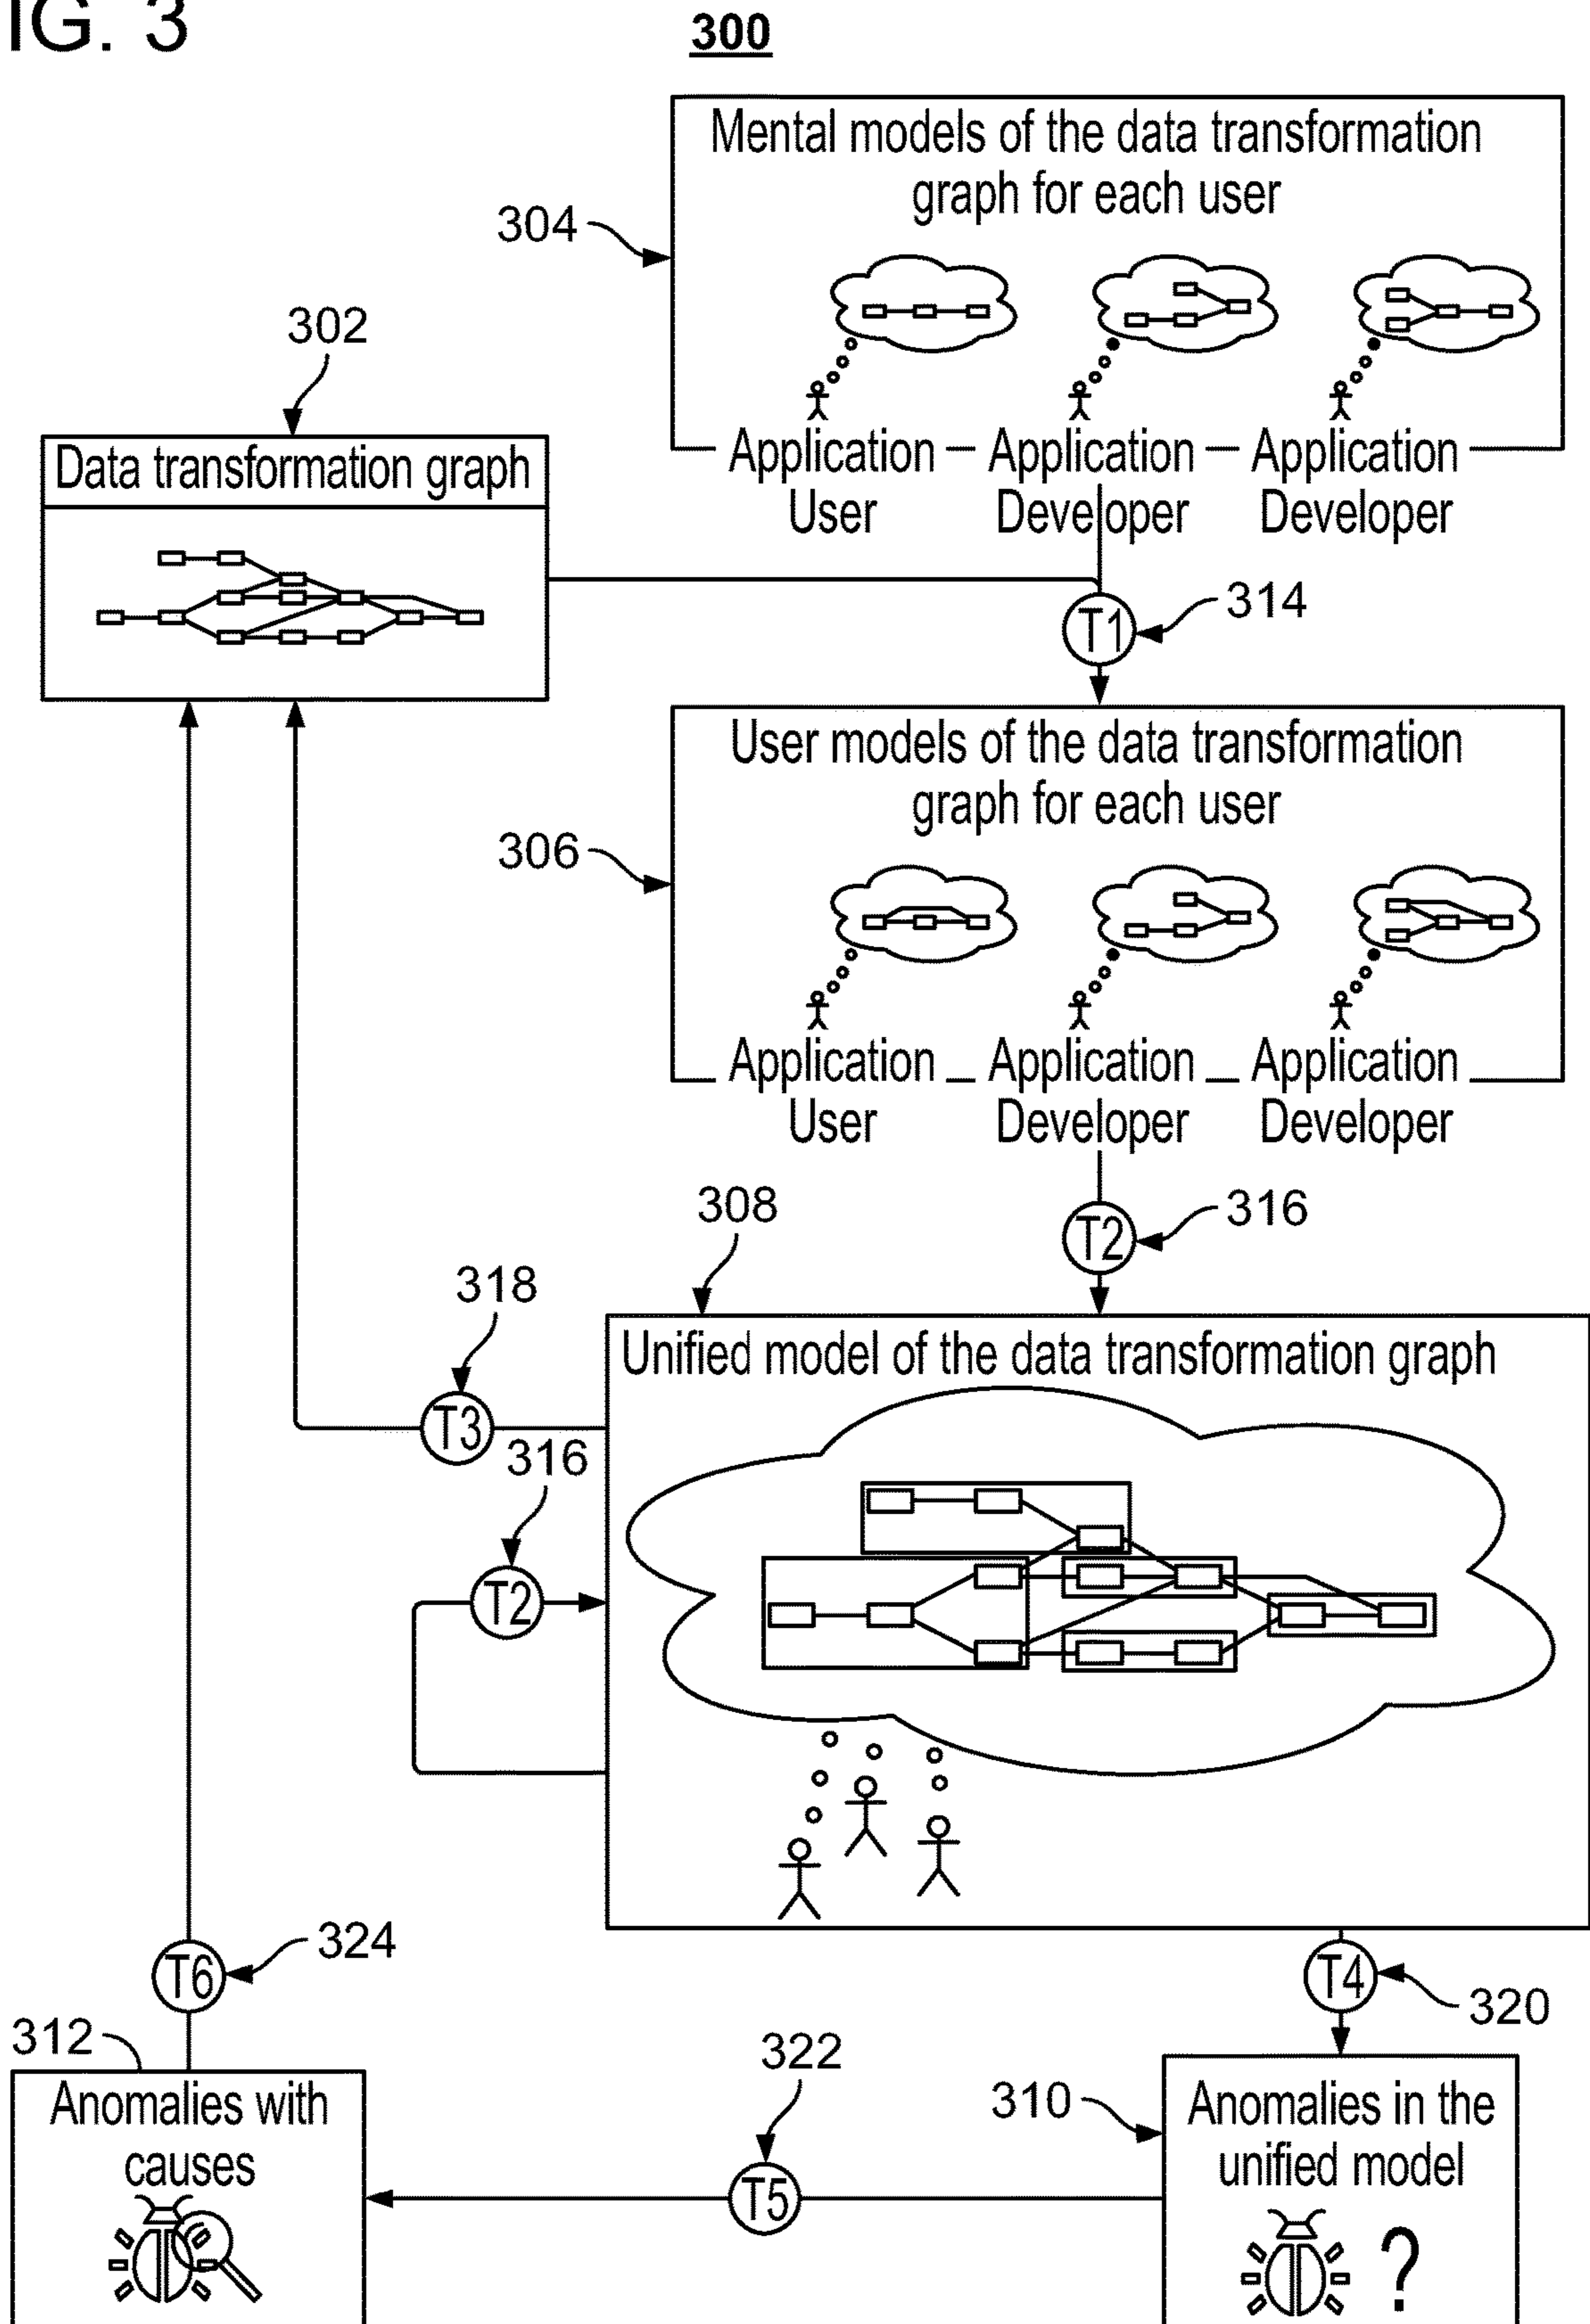 IG. 3
300
Mental models of the data transformation
graph for each user
304
Application
User
Application
Developer
Application
Developer
302
Data transformation graph
T1
314
User models of the data transformation
graph for each user
306
Application
User
Application
Developer
Application
Developer
T2
316
308
318
T3
Unified model of the data transformation graph
316
T2
T6
324
T4
320
312
Anomalies with
causes
322
T5
310
Anomalies in the
unified model
?